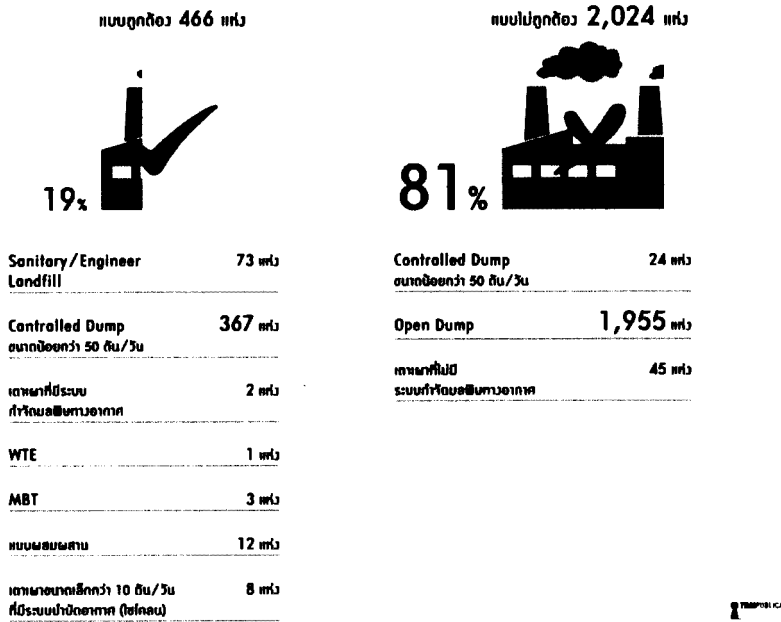 แบบถูกต้อง 466 แห่ง
19%
Sanitary/Engineer 73 แห่ง
Landfill
Controlled Dump 367 แห่ง
ขนาดน้อยกว่า 50 ตัน/วัน
เตาเผาที่มีระบบ 2 แห่ง
กำจัดมลพิษทางอากาศ
WTE 1 แห่ง
MBT 3 แห่ง
แบบผสมผสาน 12 แห่ง
เตาเผาขนาดเล็กกว่า 10 ตัน/วัน 8 แห่ง
ที่มีระบบบำบัดอากาศ (ไซโคลน)
แบบไม่ถูกต้อง 2,024 แห่ง
81%
Controlled Dump 24 แห่ง
ขนาดน้อยกว่า 50 ตัน/วัน
Open Dump 1,955 แห่ง
เตาเผาที่ไม่มี 45 แห่ง
ระบบกำจัดมลพิษทางอากาศ